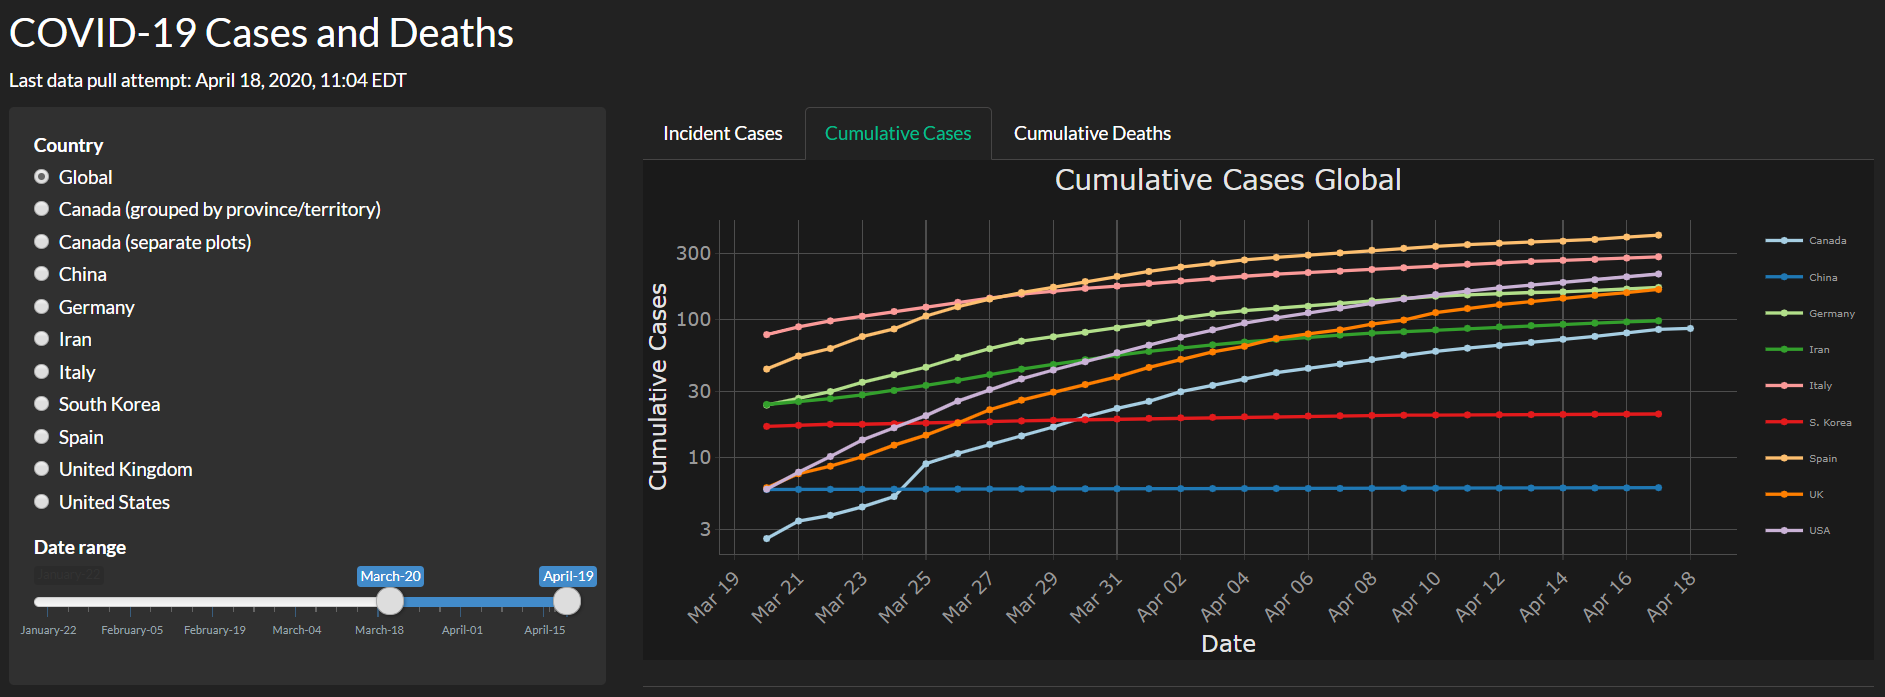 COVID-19 Cases and Deaths
Last data pull attempt: April 18, 2020, 11:04 EDT
Country
Global
Canada (grouped by province/territory)
Canada (separate plots)
China
Germany
Iran
Italy
South Korea
Spain
United Kingdom
United States
Date range
January-22
March-20
April-19
January-22 February-05 February-19 March-04 March-18 April-01 April-15
Incident Cases Cumulative Cases Cumulative Deaths
Cumulative Cases Global
Cumulative Cases
300
100
30
10
3
Mar 19 Mar 21 Mar 23 Mar 25 Mar 27 Mar 29 Mar 31 Apr 02 Apr 04 Apr 06 Apr 08 Apr 10 Apr 12 Apr 14 Apr 16 Apr 18
Date
Canada
China
Germany
Iran
Italy
S. Korea
Spain
UK
USA